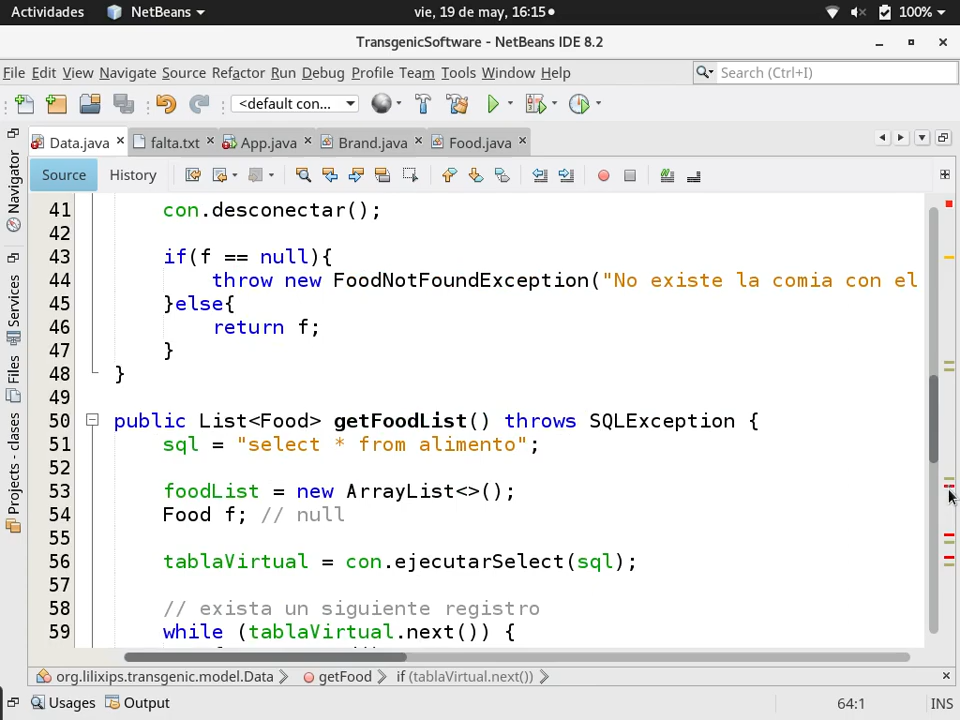 Actividades NetBeans vie, 19 de may, 16:15 100%
TransgenicSoftware - NetBeans IDE 8.2
File Edit View Navigate Source Refactor Run Debug Profile Team Tools Window Help Search (Ctrl+I)
<default con...
Data.java falta.txt App.java Brand.java Food.java
Source History
41 con.desconectar();
42
43 if(f == null){
44 throw new FoodNotFoundException("No existe la comia con el
45 }else{
46 return f;
47 }
48 }
49
50 public List<Food> getFoodList() throws SQLException {
51 sql = "select * from alimento";
52
53 foodList = new ArrayList<>();
54 Food f; // null
55
56 tablaVirtual = con.ejecutarSelect(sql);
57
58 // exista un siguiente registro
59 while (tablaVirtual.next()) {
Navigator
Services
Files
Projects - clases
org.lilixips.transgenic.model.Data getFood if (tablaVirtual.next())
Usages Output 64:1 INS